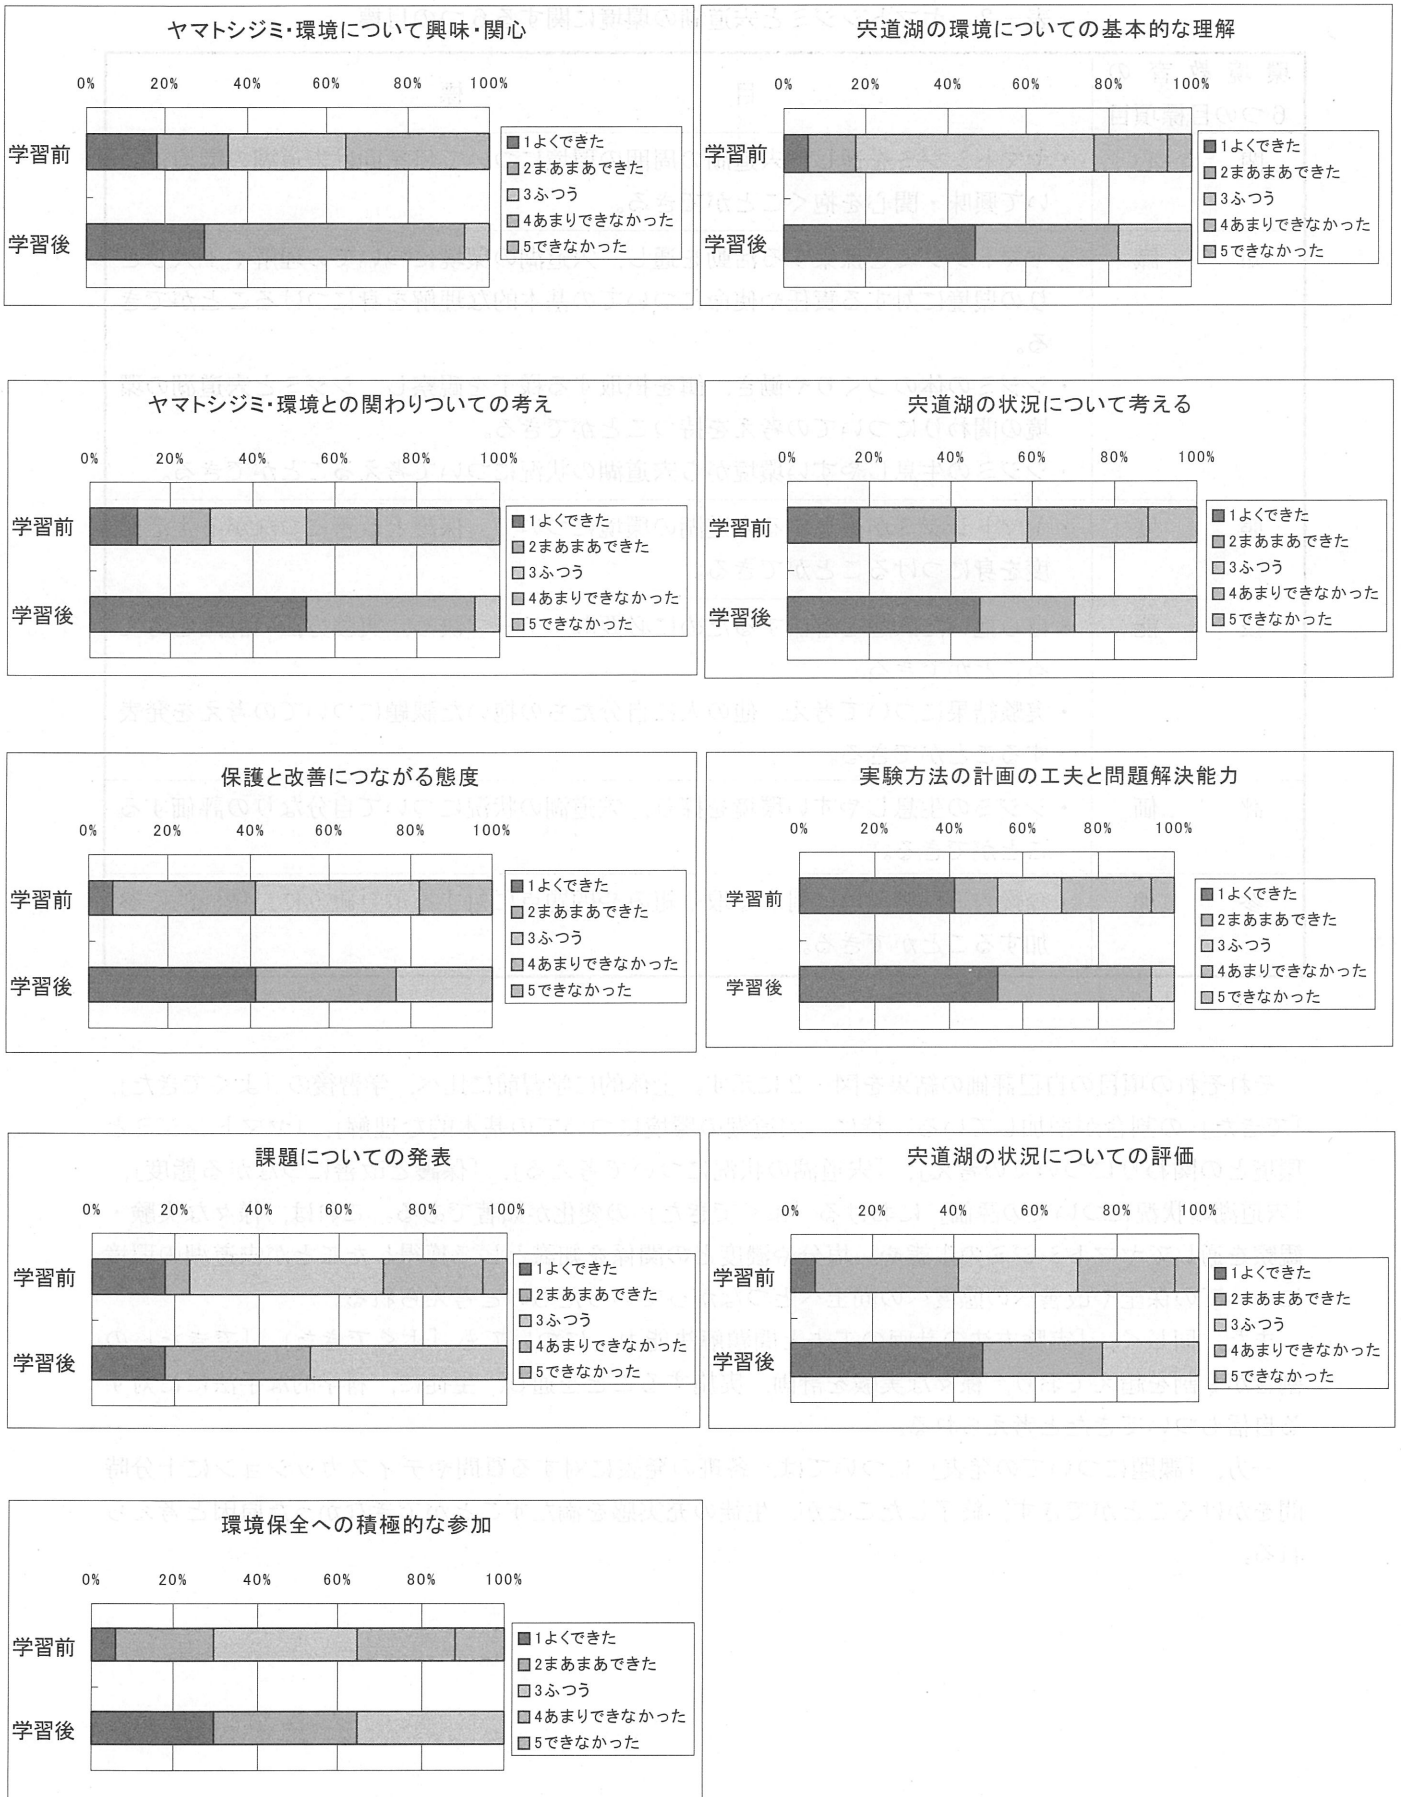 ヤマトシジミ・環境について興味・関心
0% 20% 40% 60% 80% 100%
学習前
学習後
■1よくできた
■2まあまあできた
■3ふつう
■4あまりできなかった
■5できなかった
宍道湖の環境についての基本的な理解
0% 20% 40% 60% 80% 100%
学習前
学習後
■1よくできた
■2まあまあできた
■3ふつう
■4あまりできなかった
■5できなかった
ヤマトシジミ・環境との関わりついての考え
0% 20% 40% 60% 80% 100%
学習前
学習後
■1よくできた
■2まあまあできた
■3ふつう
■4あまりできなかった
■5できなかった
宍道湖の状況について考える
0% 20% 40% 60% 80% 100%
学習前
学習後
■1よくできた
■2まあまあできた
■3ふつう
■4あまりできなかった
■5できなかった
保護と改善につながる態度
0% 20% 40% 60% 80% 100%
学習前
学習後
■1よくできた
■2まあまあできた
■3ふつう
■4あまりできなかった
■5できなかった
実験方法の計画の工夫と問題解決能力
0% 20% 40% 60% 80% 100%
学習前
学習後
■1よくできた
■2まあまあできた
■3ふつう
■4あまりできなかった
■5できなかった
課題についての発表
0% 20% 40% 60% 80% 100%
学習前
学習後
■1よくできた
■2まあまあできた
■3ふつう
■4あまりできなかった
■5できなかった
宍道湖の状況についての評価
0% 20% 40% 60% 80% 100%
学習前
学習後
■1よくできた
■2まあまあできた
■3ふつう
■4あまりできなかった
■5できなかった
環境保全への積極的な参加
0% 20% 40% 60% 80% 100%
学習前
学習後
■1よくできた
■2まあまあできた
■3ふつう
■4あまりできなかった
■5できなかった